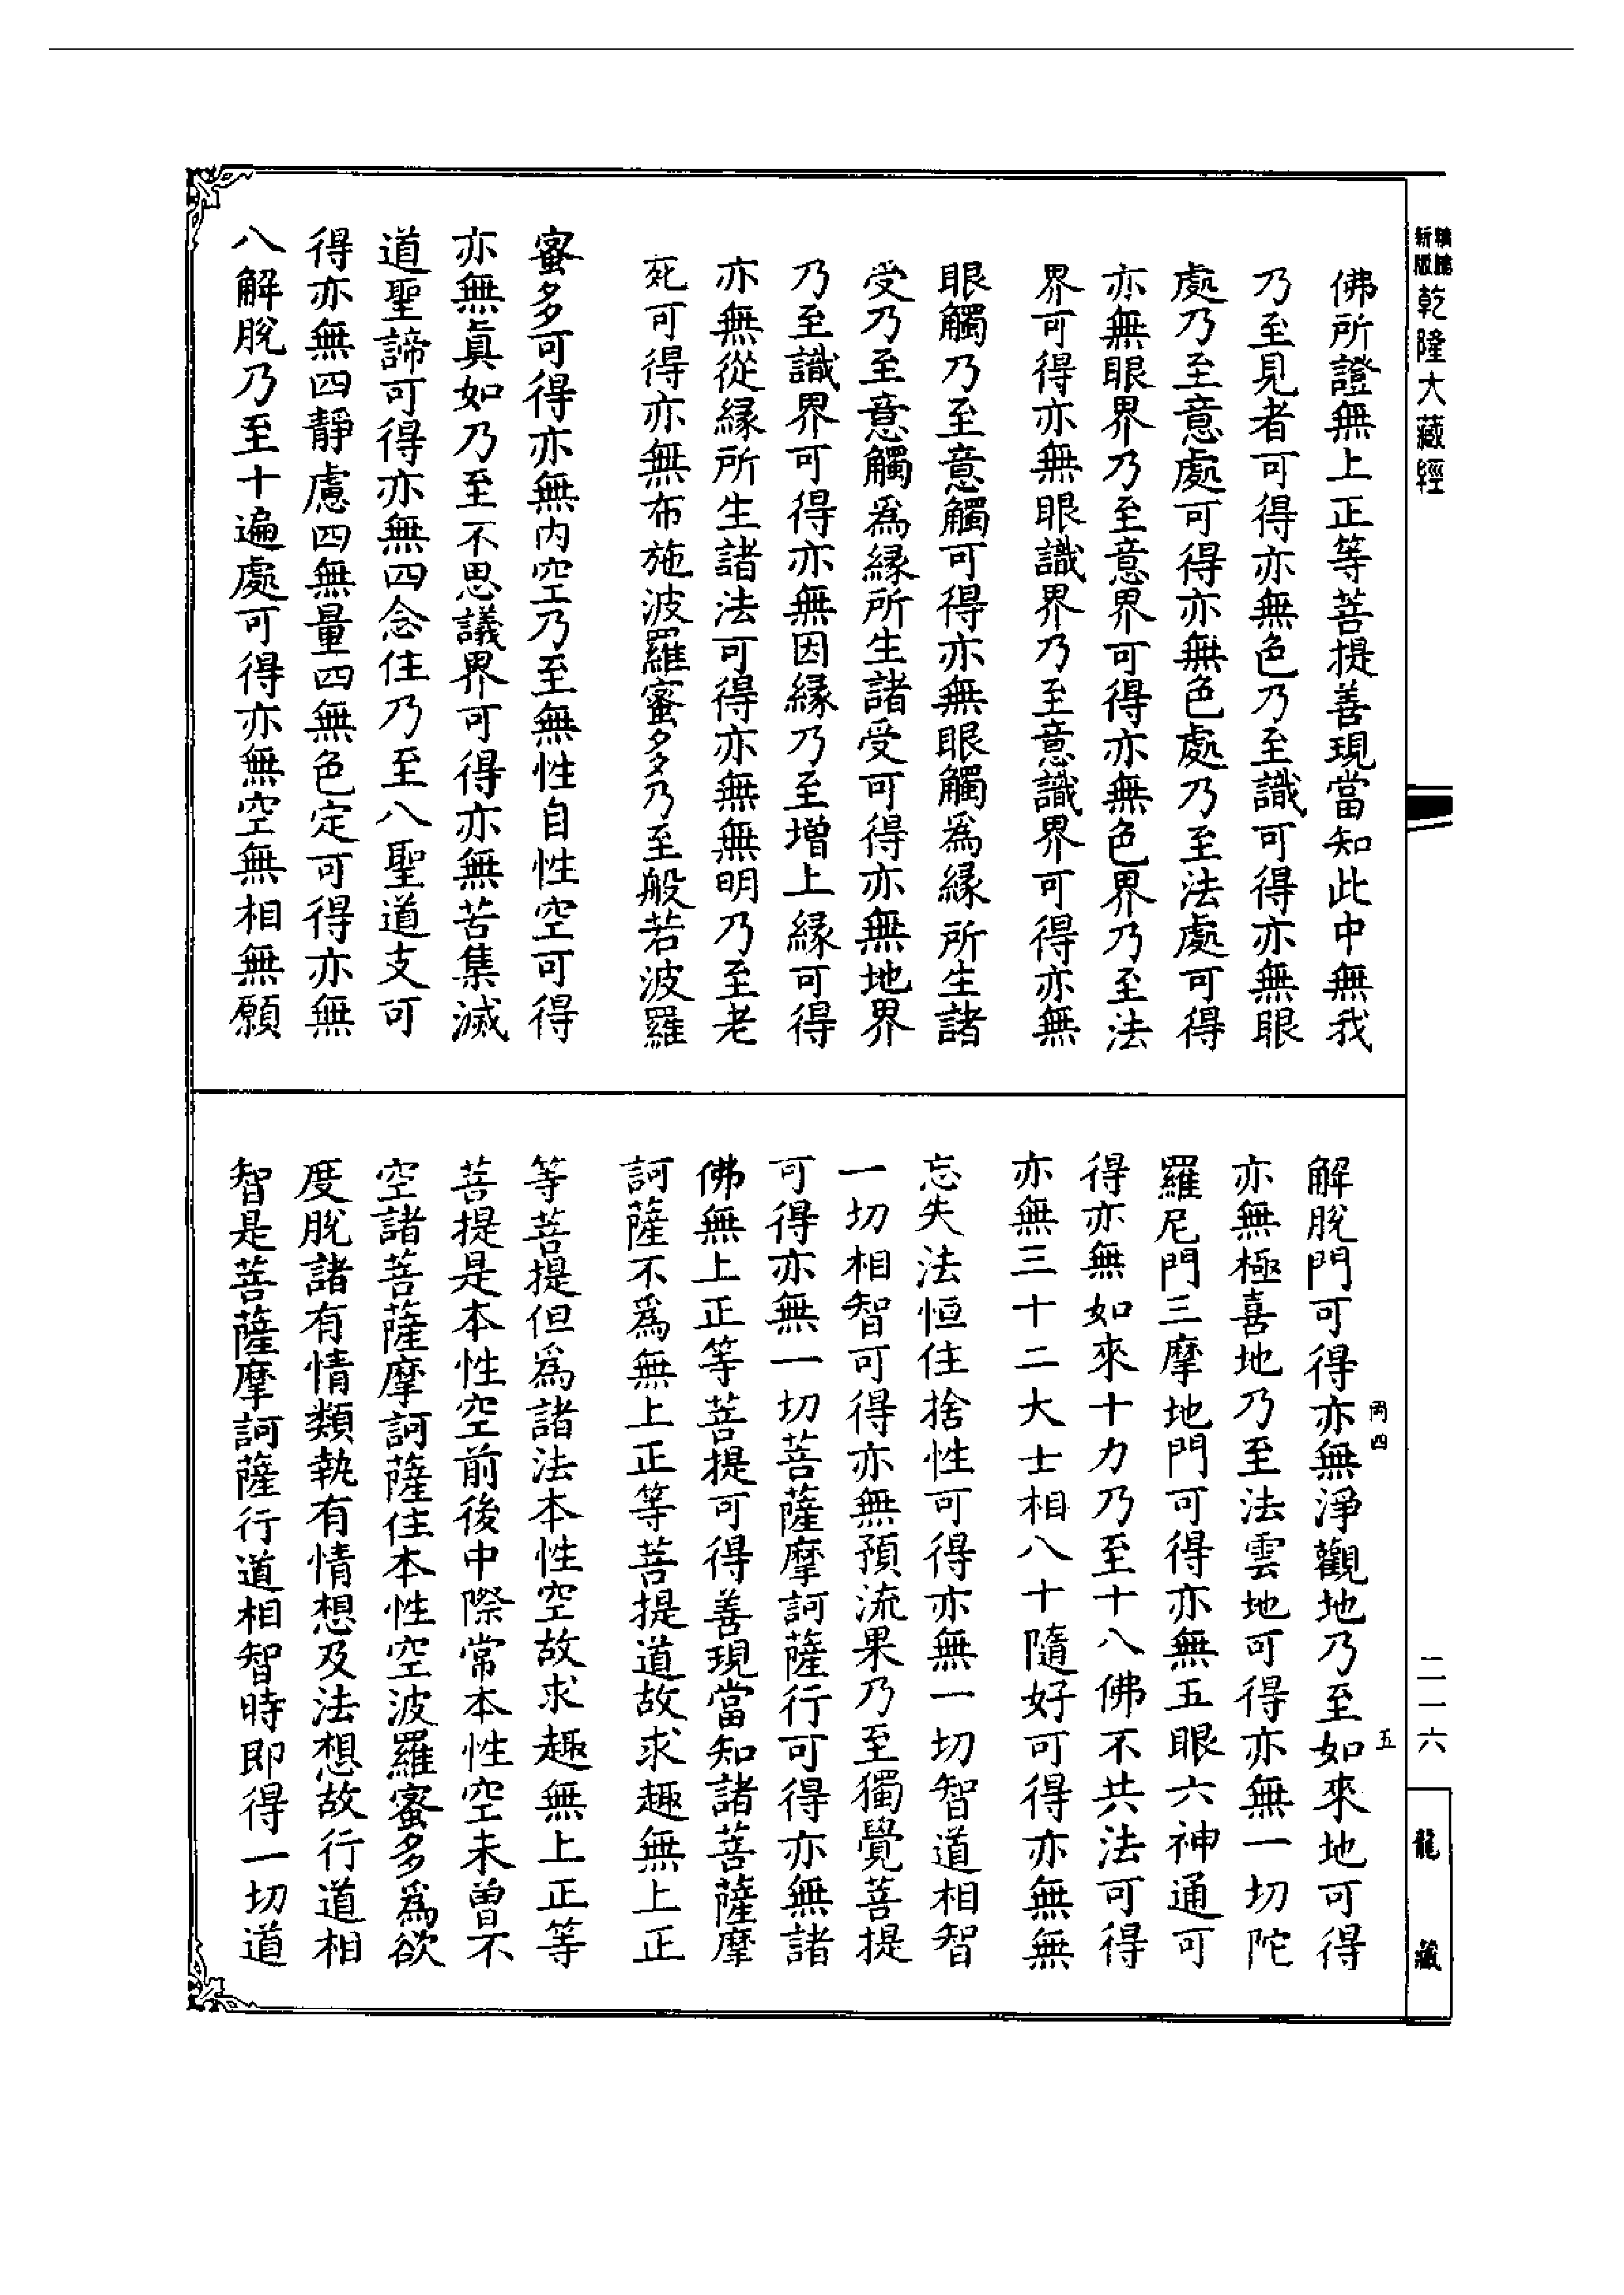 新版精縮乾隆大藏經
佛所證無上正等菩提善現當知此中無我
乃至見者可得亦無色乃至識可得亦無眼
處乃至意處可得亦無色處乃至法處可得
亦無眼界乃至意界可得亦無色界乃至法
界可得亦無眼識界乃至意識界可得亦無
眼觸乃至意觸可得亦無眼觸為緣所生諸
受乃至意觸為緣所生諸受可得亦無地界
乃至識界可得亦無因緣乃至增上緣可得
亦無從緣所生諸法可得亦無無明乃至老
死可得亦無布施波羅蜜多乃至般若波羅
蜜多可得亦無內空乃至無性自性空可得
亦無真如乃至不思議界可得亦無苦集滅
道聖諦可得亦無四念住乃至八聖道支可
得亦無四靜慮四無量四無色定可得亦無
八解脫乃至十遍處可得亦無空無相無願
解脫門可得亦無淨觀地乃至如來地可得
亦無極喜地乃至法雲地可得亦無一切陀
羅尼門三摩地門可得亦無五眼六神通可
得亦無如來十力乃至十八佛不共法可得
亦無三十二大士相八十隨好可得亦無無
忘失法恒住捨性可得亦無一切智道相智
一切相智可得亦無預流果乃至獨覺菩提
可得亦無一切菩薩摩訶薩行可得亦無諸
佛無上正等菩提可得善現當知諸菩薩摩
訶薩不為無上正等菩提道故求趣無上正
等菩提但為諸法本性空故求趣無上正等
菩提是本性空前後中際常本性空未曾不
空諸菩薩摩訶薩住本性空波羅蜜多為欲
度脫諸有情類執有情想及法想故行道相
智是菩薩摩訶薩行道相智時即得一切道
岡四
五
二一六
龍藏